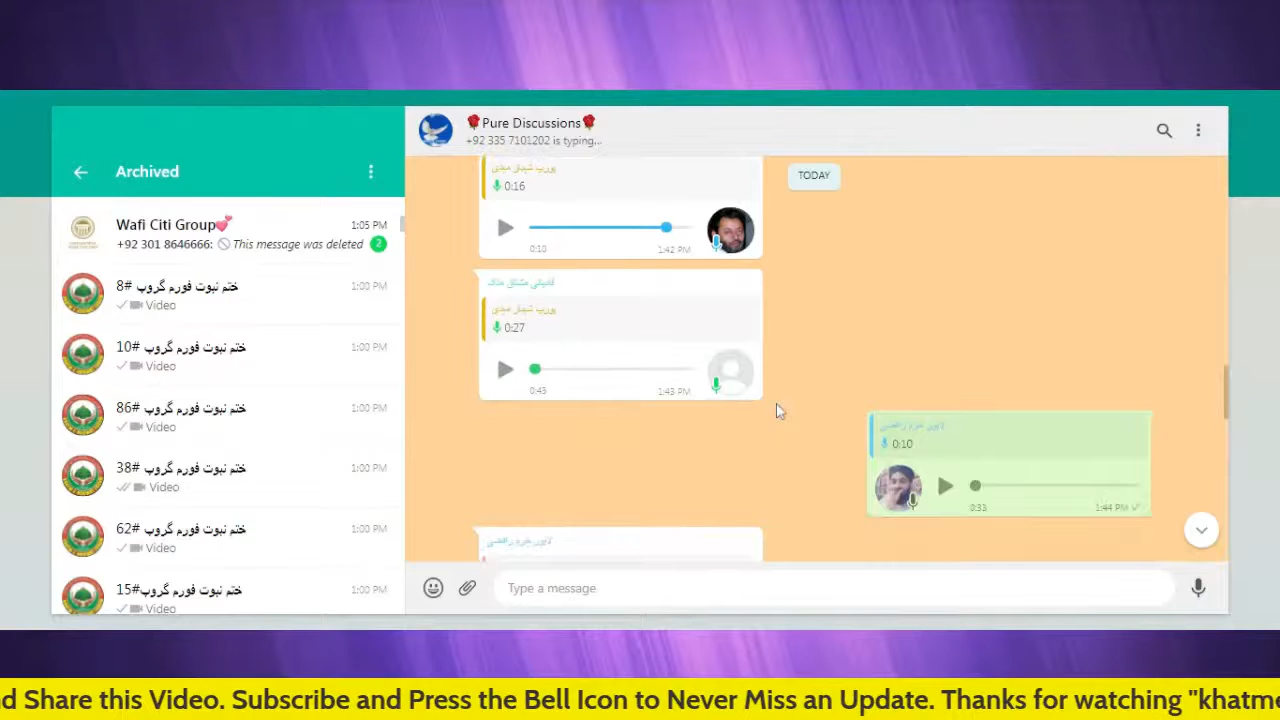 Archived
Wafi Citi Group💕 1:05 PM
+92 301 8646666: This message was deleted 2
ختم نبوت فورم گروپ #8 1:00 PM
Video
ختم نبوت فورم گروپ #10 1:00 PM
Video
ختم نبوت فورم گروپ #86 1:00 PM
Video
ختم نبوت فورم گروپ #38 1:00 PM
Video
ختم نبوت فورم گروپ #62 1:00 PM
Video
ختم نبوت فورم گروپ#15 1:00 PM
Video
🌹Pure Discussions🌹
+92 335 7101202 is typing...
TODAY
0:16
0:10 1:42 PM
قادیانی مشتاق ملک
0:27
0:43 1:43 PM
0:10
0:33 1:44 PM
Type a message
d Share this Video. Subscribe and Press the Bell Icon to Never Miss an Update. Thanks for watching "khatm